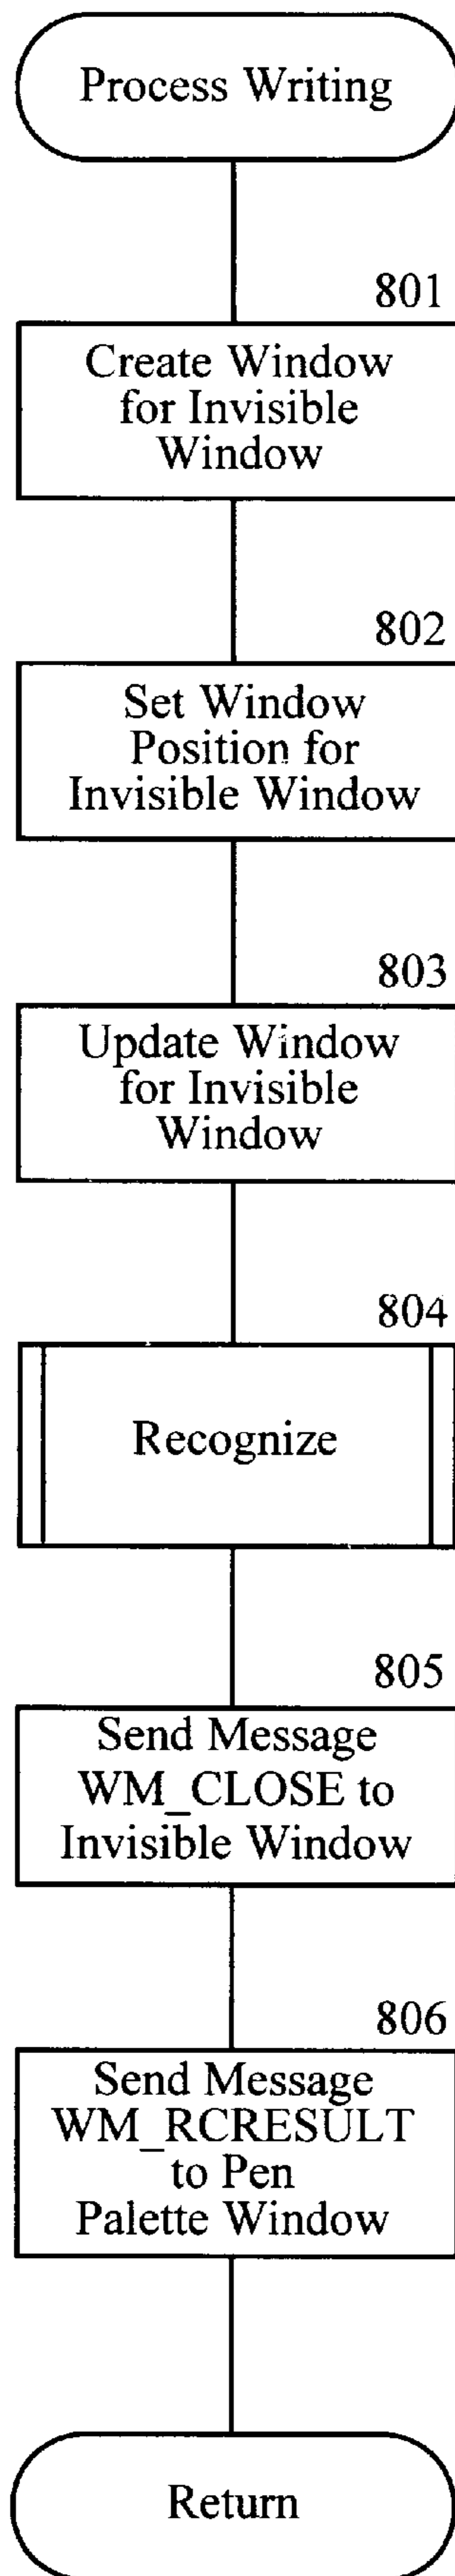 Process Writing
801
Create Window
for Invisible
Window
802
Set Window
Position for
Invisible Window
803
Update Window
for Invisible
Window
804
Recognize
805
Send Message
WM_CLOSE to
Invisible Window
806
Send Message
WM_RCRESULT
to Pen
Palette Window
Return